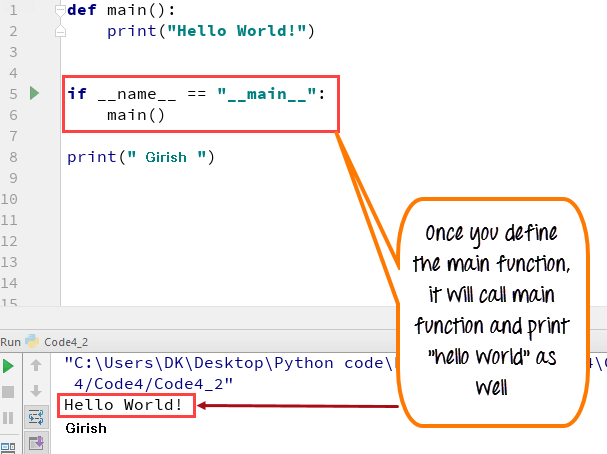 1 def main():
2 print("Hello World!")
3
4
5 if __name__ == "__main__":
6 main()
7
8 print(" Girish ")
9
10
11
12
13
14
15
Once you define
the main function,
it will call main
function and print
"hello world" as
well
Run Code4_2
"C:\Users\DK\Desktop\Python code\
4/Code4/Code4_2"
Hello World!
Girish